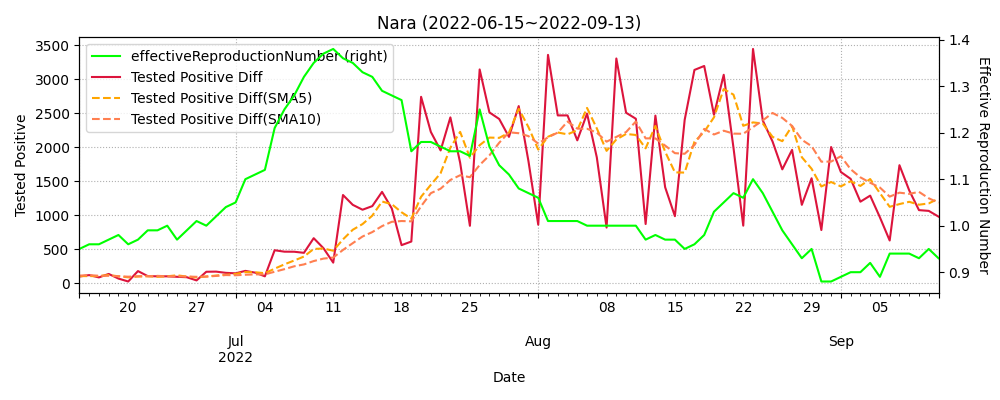 Nara (2022-06-15~2022-09-13)
effectiveReproductionNumber (right)
Tested Positive Diff
Tested Positive Diff(SMA5)
Tested Positive Diff(SMA10)
Tested Positive
3500
3000
2500
2000
1500
1000
500
0
Effective Reproduction Number
1.4
1.3
1.2
1.1
1.0
0.9
20 27 04 11 18 25 08 15 22 29 05
Jul Aug Sep
2022
Date